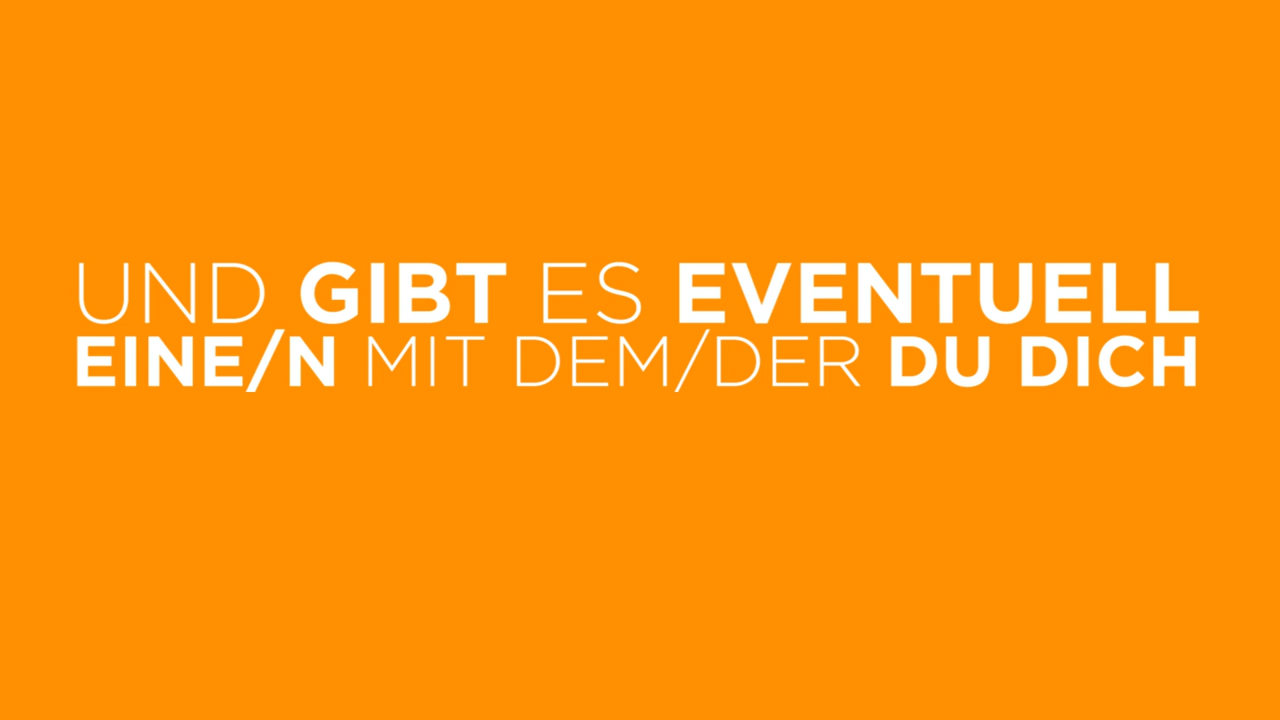 UND GIBT ES EVENTUELL
EINE/N MIT DEM/DER DU DICH